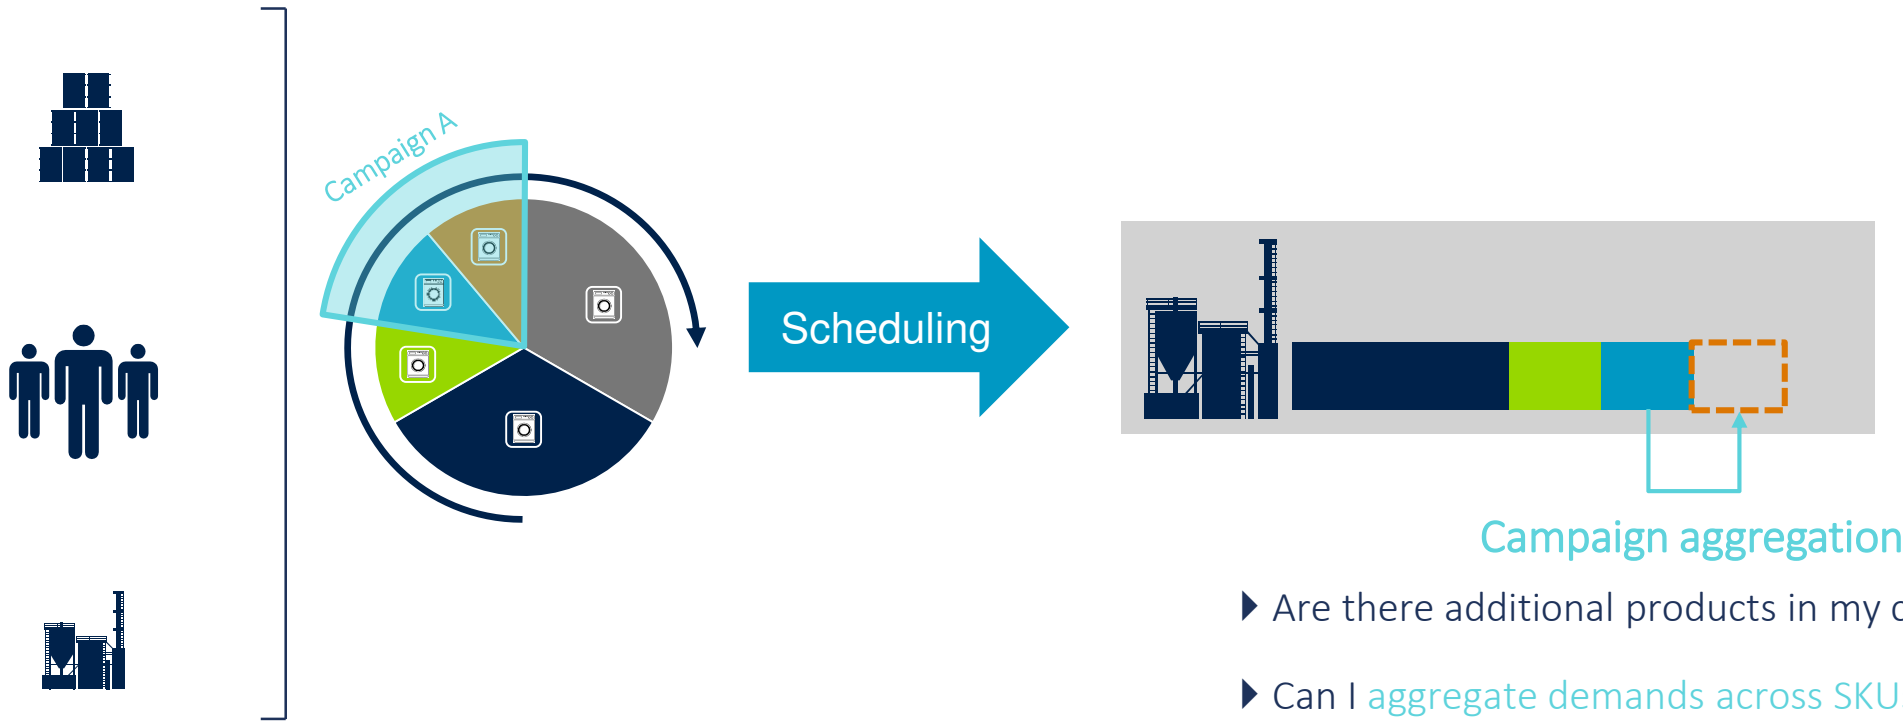 Campaign A
Scheduling
Campaign aggregation
Are there additional products in my
Can I aggregate demands across SKU